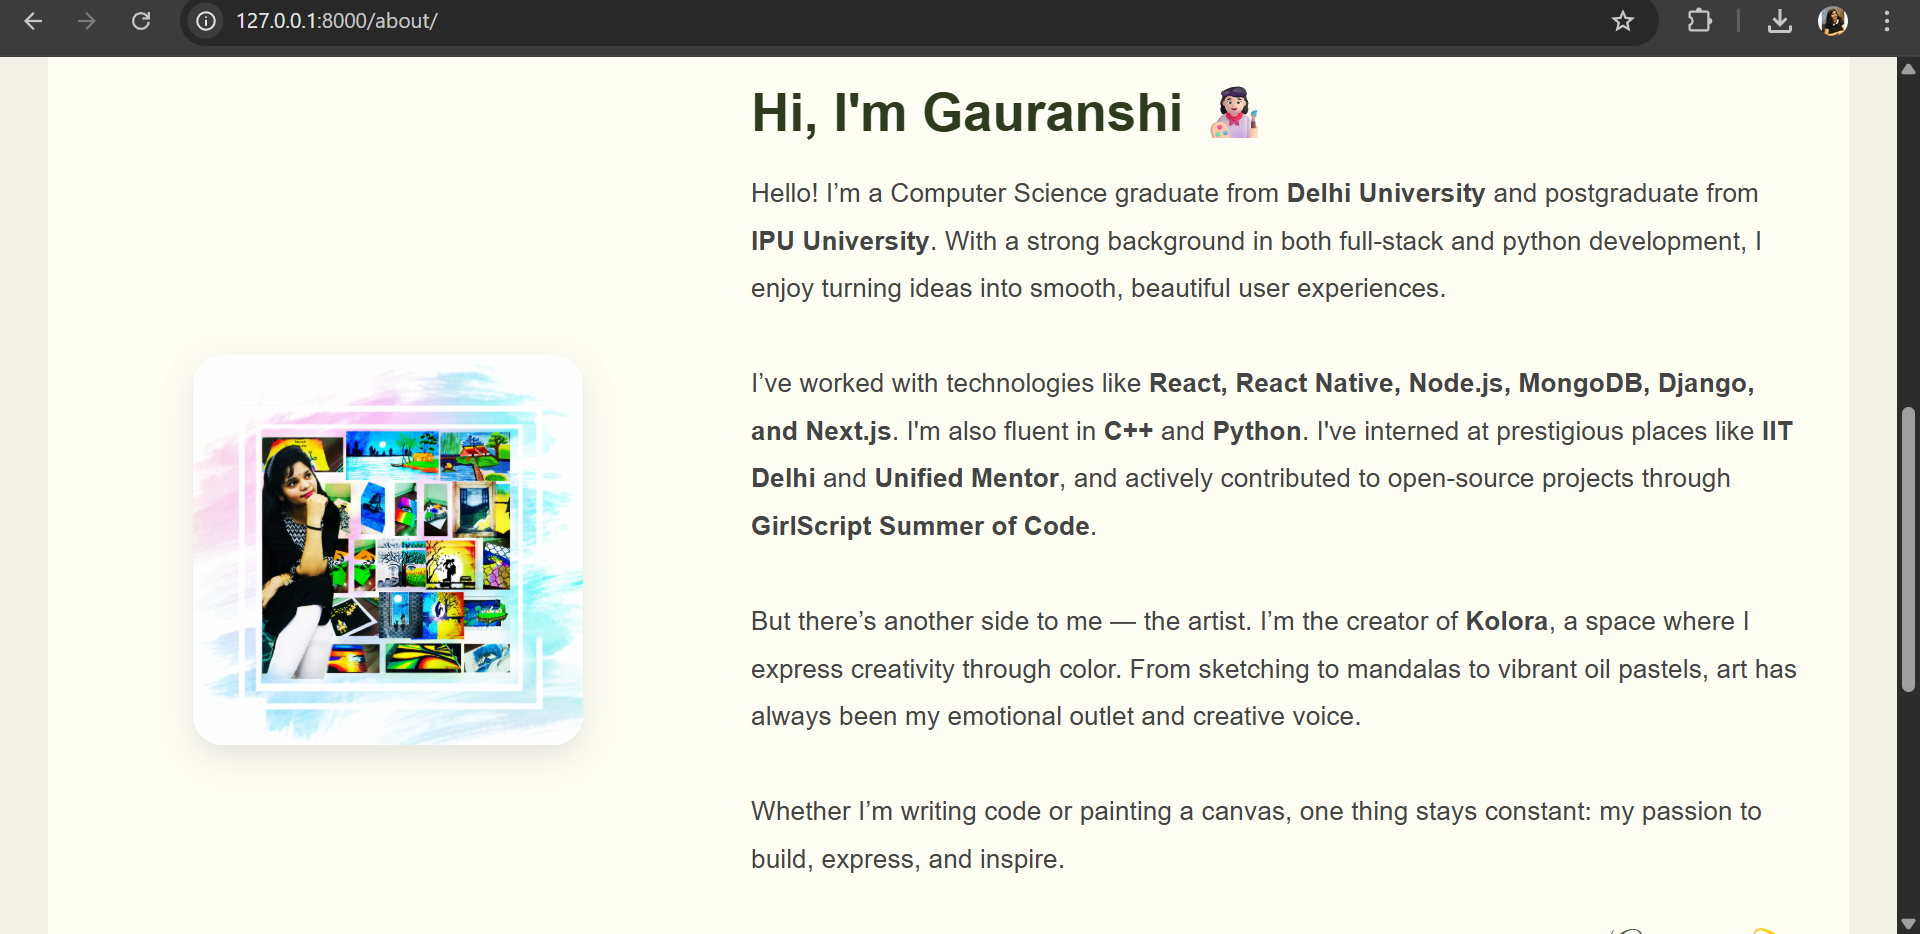 127.0.0.1:8000/about/
Hi, I'm Gauranshi
Hello! I’m a Computer Science graduate from Delhi University and postgraduate from
IPU University. With a strong background in both full-stack and python development, I
enjoy turning ideas into smooth, beautiful user experiences.
I’ve worked with technologies like React, React Native, Node.js, MongoDB, Django,
and Next.js. I'm also fluent in C++ and Python. I've interned at prestigious places like IIT
Delhi and Unified Mentor, and actively contributed to open-source projects through
GirlScript Summer of Code.
But there’s another side to me — the artist. I’m the creator of Kolora, a space where I
express creativity through color. From sketching to mandalas to vibrant oil pastels, art has
always been my emotional outlet and creative voice.
Whether I’m writing code or painting a canvas, one thing stays constant: my passion to
build, express, and inspire.